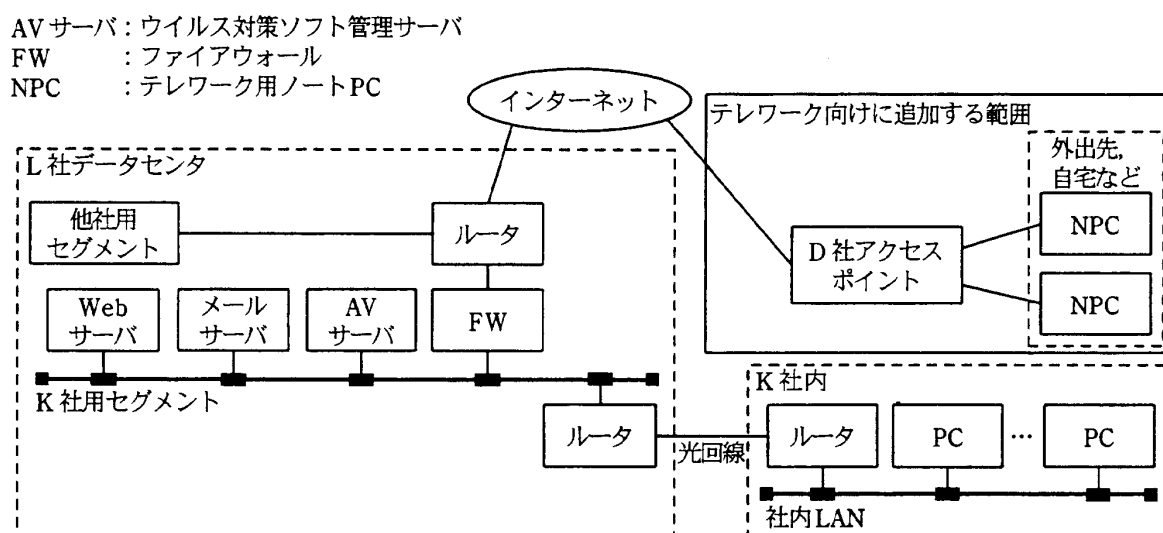 AVサーバ：ウイルス対策ソフト管理サーバ
FW　　　：ファイアウォール
NPC　　：テレワーク用ノートPC
インターネット
テレワーク向けに追加する範囲
外出先，
自宅など
NPC
NPC
D社アクセス
ポイント
L社データセンタ
他社用
セグメント
ルータ
Web
サーバ
メール
サーバ
AV
サーバ
FW
K社用セグメント
ルータ
光回線
K社内
ルータ
PC
…
PC
社内LAN